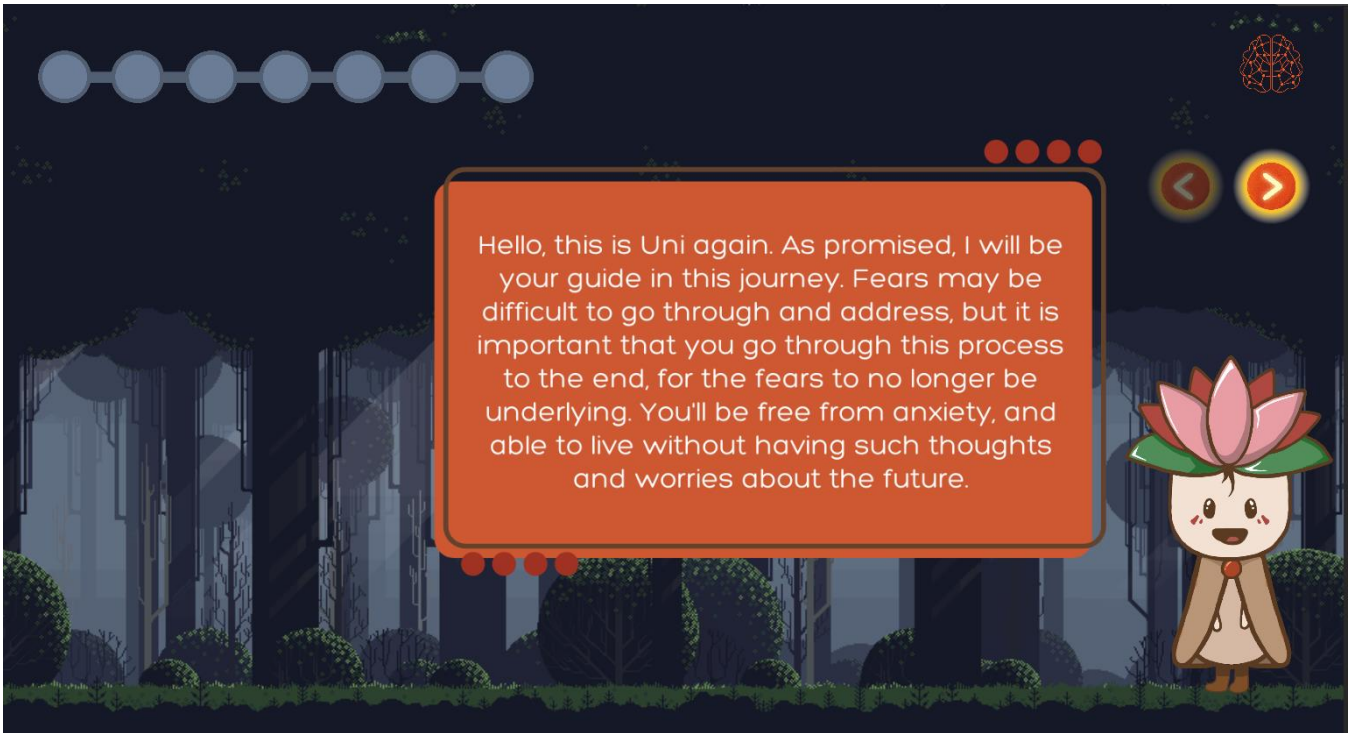 Hello, this is Uni again. As promised, I will be
your guide in this journey. Fears may be
difficult to go through and address, but it is
important that you go through this process
to the end, for the fears to no longer be
underlying. You'll be free from anxiety, and
able to live without having such thoughts
and worries about the future.